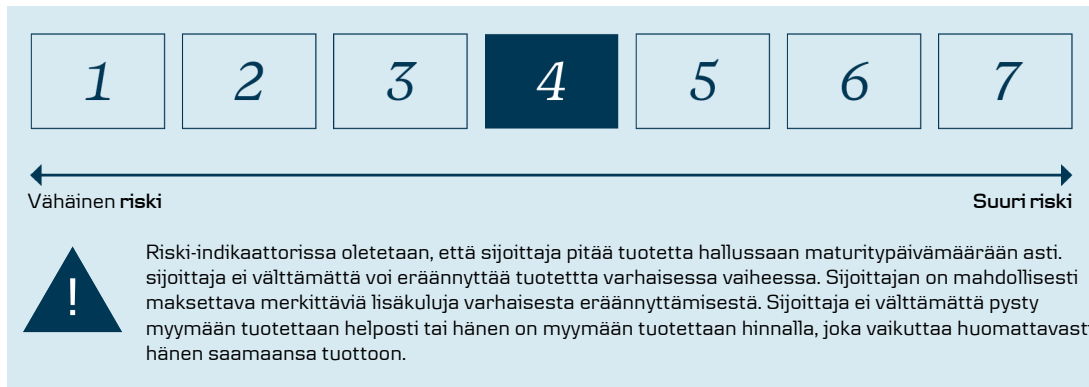 1 2 3 4 5 6 7
Vähäinen riski Suuri riski
Riski-indikaattorissa oletetaan, että sijoittaja pitää tuotetta hallussaan maturitypäivämäärään asti.
sijoittaja ei välttämättä voi eräännyttää tuotettta varhaisessa vaiheessa. Sijoittajan on mahdollisesti
! maksettava merkittäviä lisäkuluja varhaisesta eräännyttämisestä. Sijoittaja ei välttämättä pysty
myymään tuotettaan helposti tai hänen on myymään tuotettaan hinnalla, joka vaikuttaa huomattavast
hänen saamaansa tuottoon.